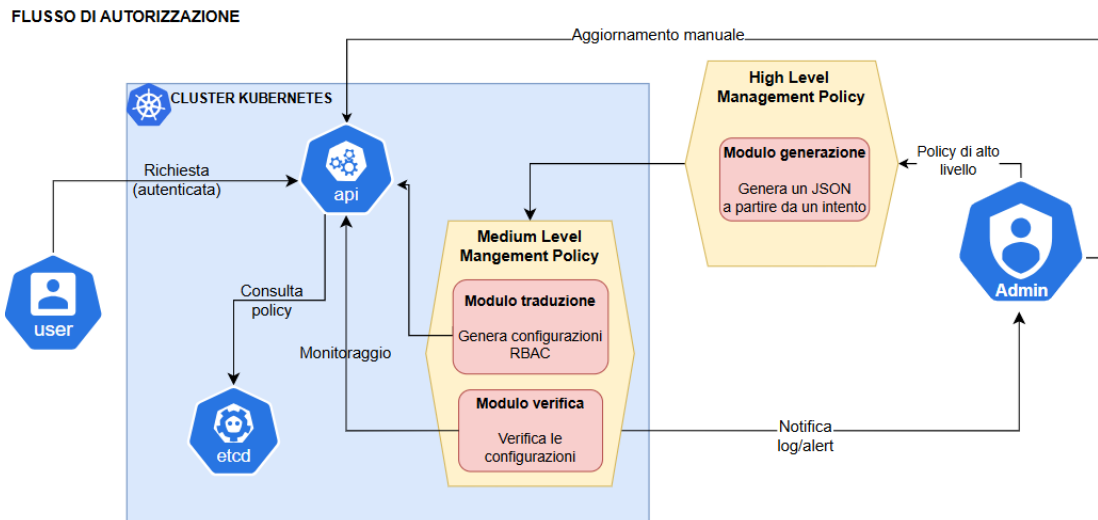 FLUSSO DI AUTORIZZAZIONE
Aggiornamento manuale
CLUSTER KUBERNETES
High Level
Management Policy
Modulo generazione
Genera un JSON
a partire da un intento
Policy di alto
livello
Richiesta
(autenticata)
api
Medium Level
Mangement Policy
Admin
user
Consulta
policy
Modulo traduzione
Genera configurazioni
RBAC
Monitoraggio
Modulo verifica
Verifica le
configurazioni
Notifica
log/alert
etcd